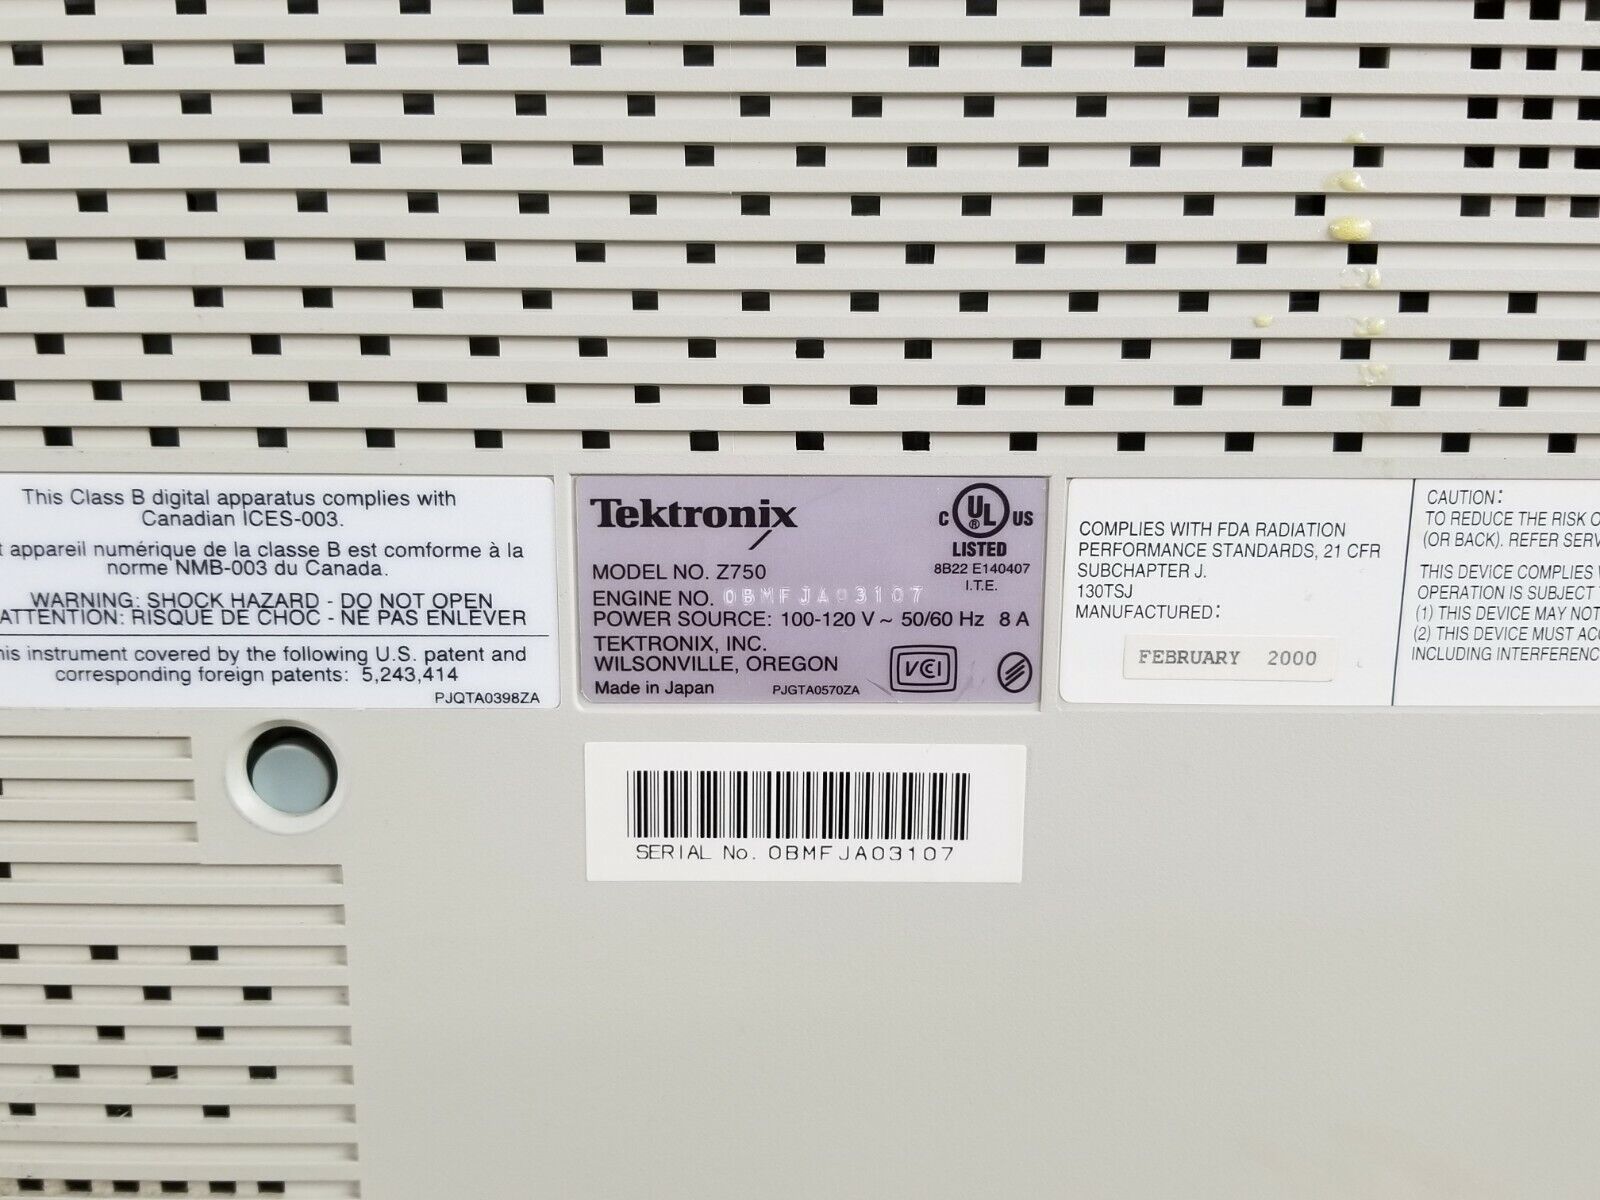 This Class B digital apparatus complies with
Canadian ICES-003.
appareil numérique de la classe B est comforme à la
norme NMB-003 du Canada.
WARNING: SHOCK HAZARD - DO NOT OPEN
ATTENTION: RISQUE DE CHOC - NE PAS ENLEVER
his instrument covered by the following U.S. patent and
corresponding foreign patents: 5,243,414
PJQTA0398ZA
Tektronix
C UL ® US
LISTED
8B22 E140407
I.T.E.
MODEL NO. Z750
ENGINE NO. 0BMFJA03107
POWER SOURCE: 100-120 V ~ 50/60 Hz 8 A
TEKTRONIX, INC.
WILSONVILLE, OREGON
Made in Japan
PJGTA0570ZA
VCI
COMPLIES WITH FDA RADIATION
PERFORMANCE STANDARDS, 21 CFR
SUBCHAPTER J.
130TSJ
MANUFACTURED:
FEBRUARY 2000
CAUTION:
TO REDUCE THE RISK
(OR BACK). REFER SERV
THIS DEVICE COMPLIES
OPERATION IS SUBJECT
(1) THIS DEVICE MAY NOT
(2) THIS DEVICE MUST AC
INCLUDING INTERFERENC
SERIAL No. 0BMFJA03107